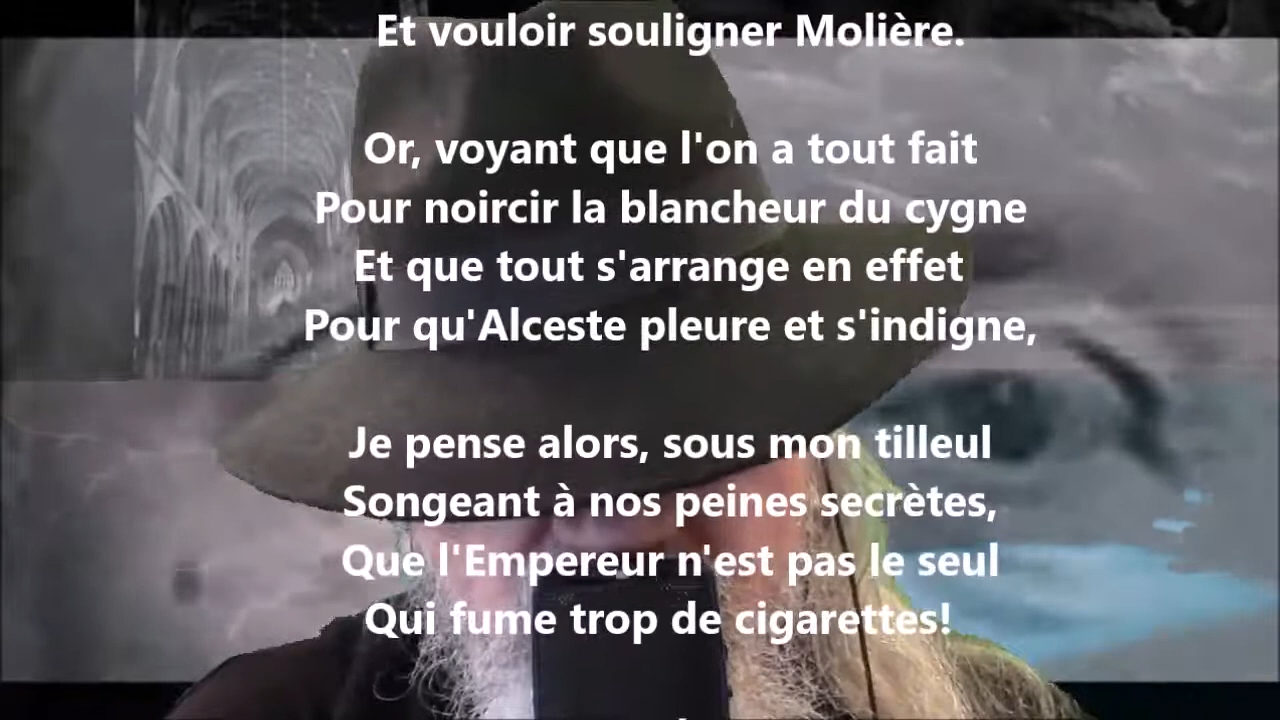 Et vouloir souligner Molière.
Or, voyant que l'on a tout fait
Pour noircir la blancheur du cygne
Et que tout s'arrange en effet
Pour qu'Alceste pleure et s'indigne,
Je pense alors, sous mon tilleul
Songeant à nos peines secrètes,
Que l'Empereur n'est pas le seul
Qui fume trop de cigarettes!